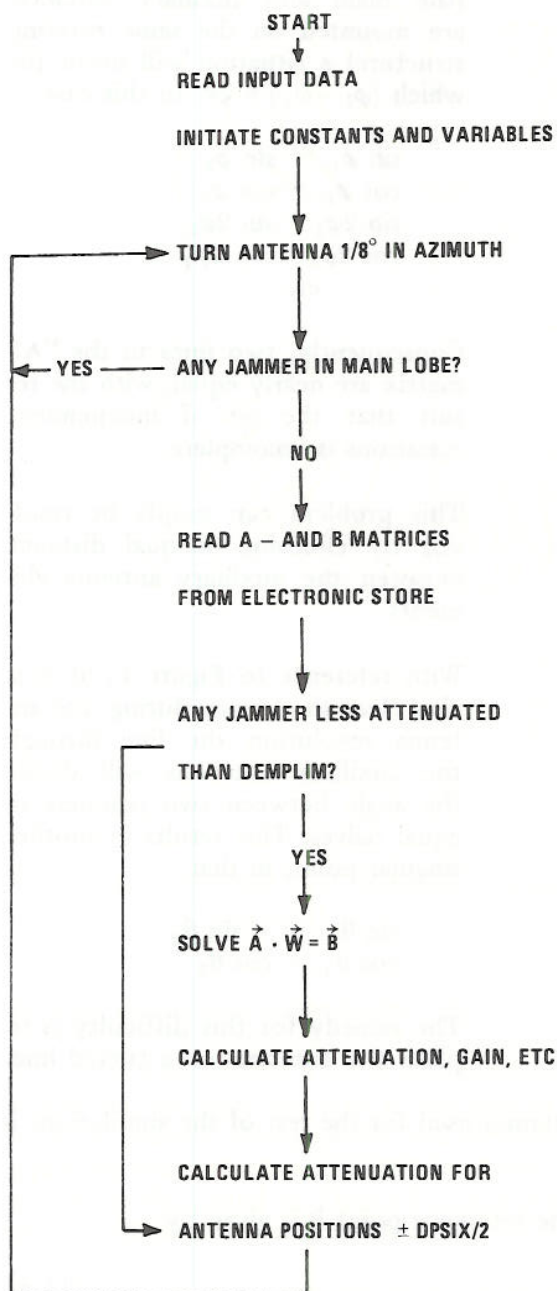 START
READ INPUT DATA
INITIATE CONSTANTS AND VARIABLES
TURN ANTENNA 1/8° IN AZIMUTH
YES
ANY JAMMER IN MAIN LOBE?
NO
READ A – AND B MATRICES
FROM ELECTRONIC STORE
ANY JAMMER LESS ATTENUATED
THAN DEMPLIM?
YES
SOLVE A⃗ · W⃗ = B⃗
CALCULATE ATTENUATION, GAIN, ETC
CALCULATE ATTENUATION FOR
ANTENNA POSITIONS ± DPSIX/2